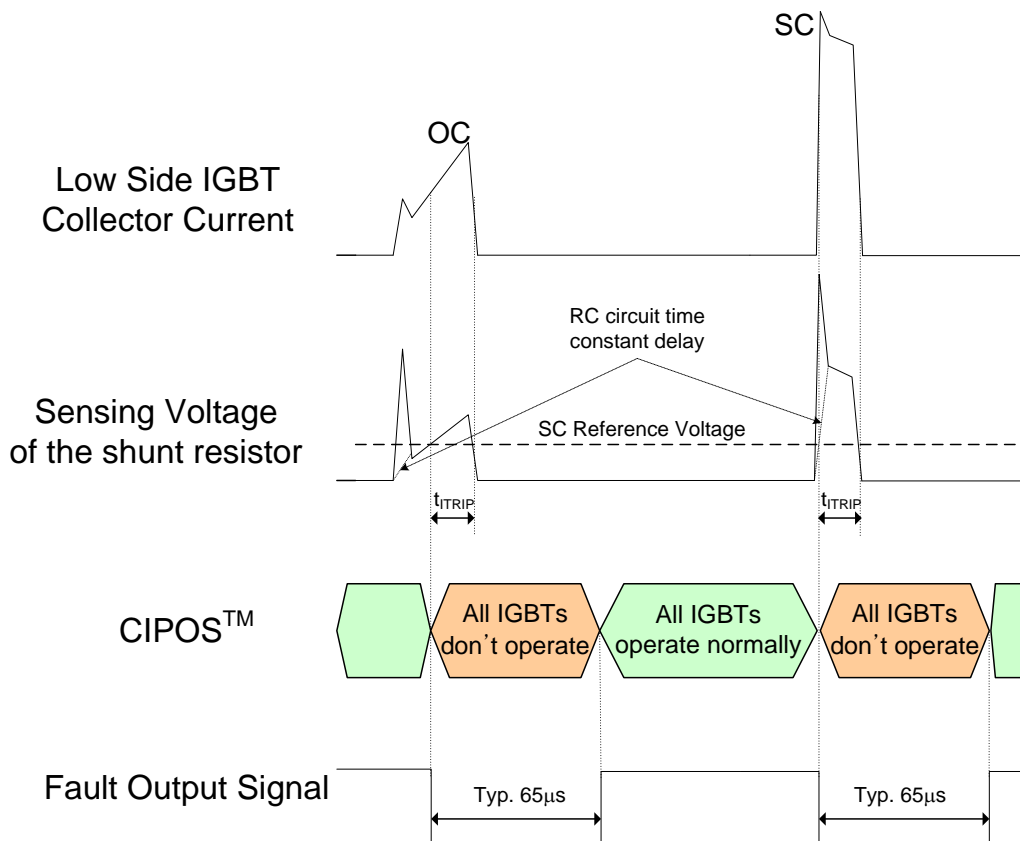 SC
OC
Low Side IGBT
Collector Current
RC circuit time
constant delay
Sensing Voltage
of the shunt resistor
SC Reference Voltage
tITRIP
tITRIP
CIPOS™
All IGBTs
don't operate
All IGBTs
operate normally
All IGBTs
don't operate
Fault Output Signal
Typ. 65μs
Typ. 65μs